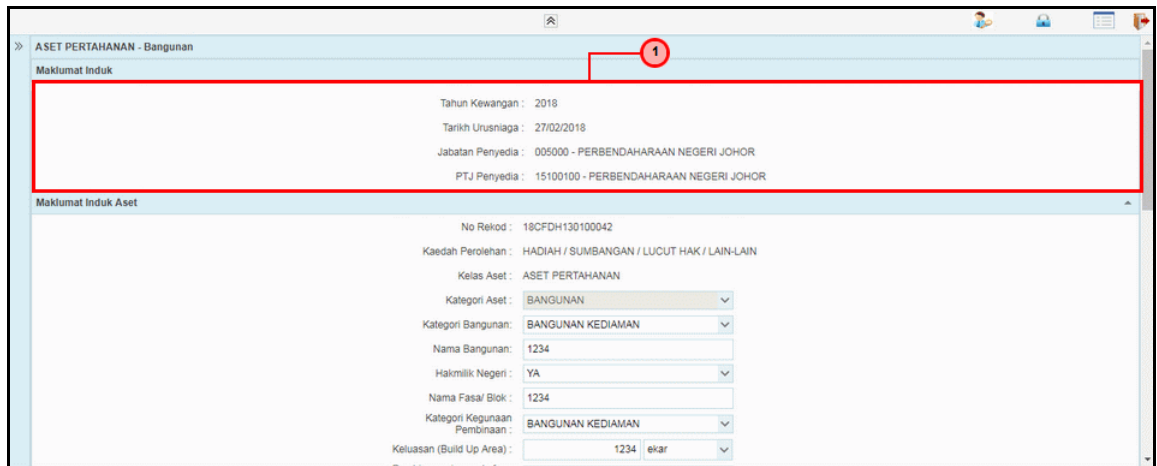 1
ASET PERTAHANAN - Bangunan
Maklumat Induk
Tahun Kewangan : 2018
Tarikh Urusniaga : 27/02/2018
Jabatan Penyedia : 005000 - PERBENDAHARAAN NEGERI JOHOR
PTJ Penyedia : 15100100 - PERBENDAHARAAN NEGERI JOHOR
Maklumat Induk Aset
No Rekod : 18CFDH130100042
Kaedah Perolehan : HADIAH / SUMBANGAN / LUCUT HAK / LAIN-LAIN
Kelas Aset : ASET PERTAHANAN
Kategori Aset : BANGUNAN
Kategori Bangunan: BANGUNAN KEDIAMAN
Nama Bangunan: 1234
Hakmilik Negeri : YA
Nama Fasa/ Blok : 1234
Kategori Kegunaan
Pembinaan : BANGUNAN KEDIAMAN
Keluasan (Build Up Area) : 1234 ekar